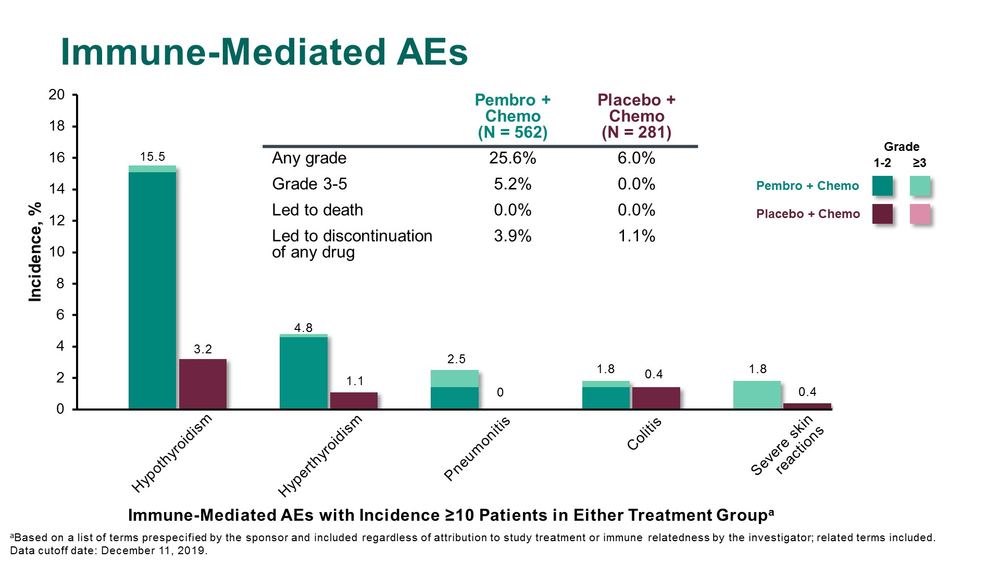 Immune-Mediated AEs
20
18
16
14
12
10
8
6
4
2
0
Incidence, %
Pembro +
Chemo
(N = 562)
Placebo +
Chemo
(N = 281)
Any grade 25.6% 6.0%
Grade 3-5 5.2% 0.0%
Led to death 0.0% 0.0%
Led to discontinuation 3.9% 1.1%
of any drug
Grade
1-2 ≥3
Pembro + Chemo
Placebo + Chemo
15.5
3.2
4.8
1.1
2.5
0
1.8
0.4
1.8
0.4
Hypothyroidism
Hyperthyroidism
Pneumonitis
Colitis
Severe skin
reactions
Immune-Mediated AEs with Incidence ≥10 Patients in Either Treatment Groupᵃ
ᵃBased on a list of terms prespecified by the sponsor and included regardless of attribution to study treatment or immune relatedness by the investigator; related terms included.
Data cutoff date: December 11, 2019.